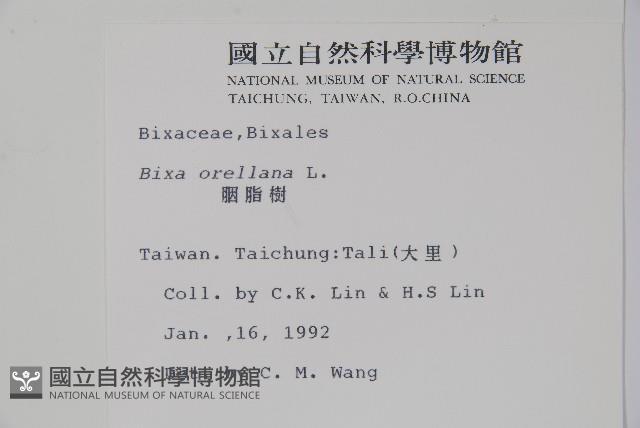 國立自然科學博物館
NATIONAL MUSEUM OF NATURAL SCIENCE
TAICHUNG, TAIWAN, R.O.CHINA
Bixaceae,Bixales
Bixa orellana L.
胭脂樹
Taiwan. Taichung:Tali(大里)
Coll. by C.K. Lin & H.S Lin
Jan. ,16, 1992
by C. M. Wang
國立自然科學博物館
NATIONAL MUSEUM OF NATURAL SCIENCE